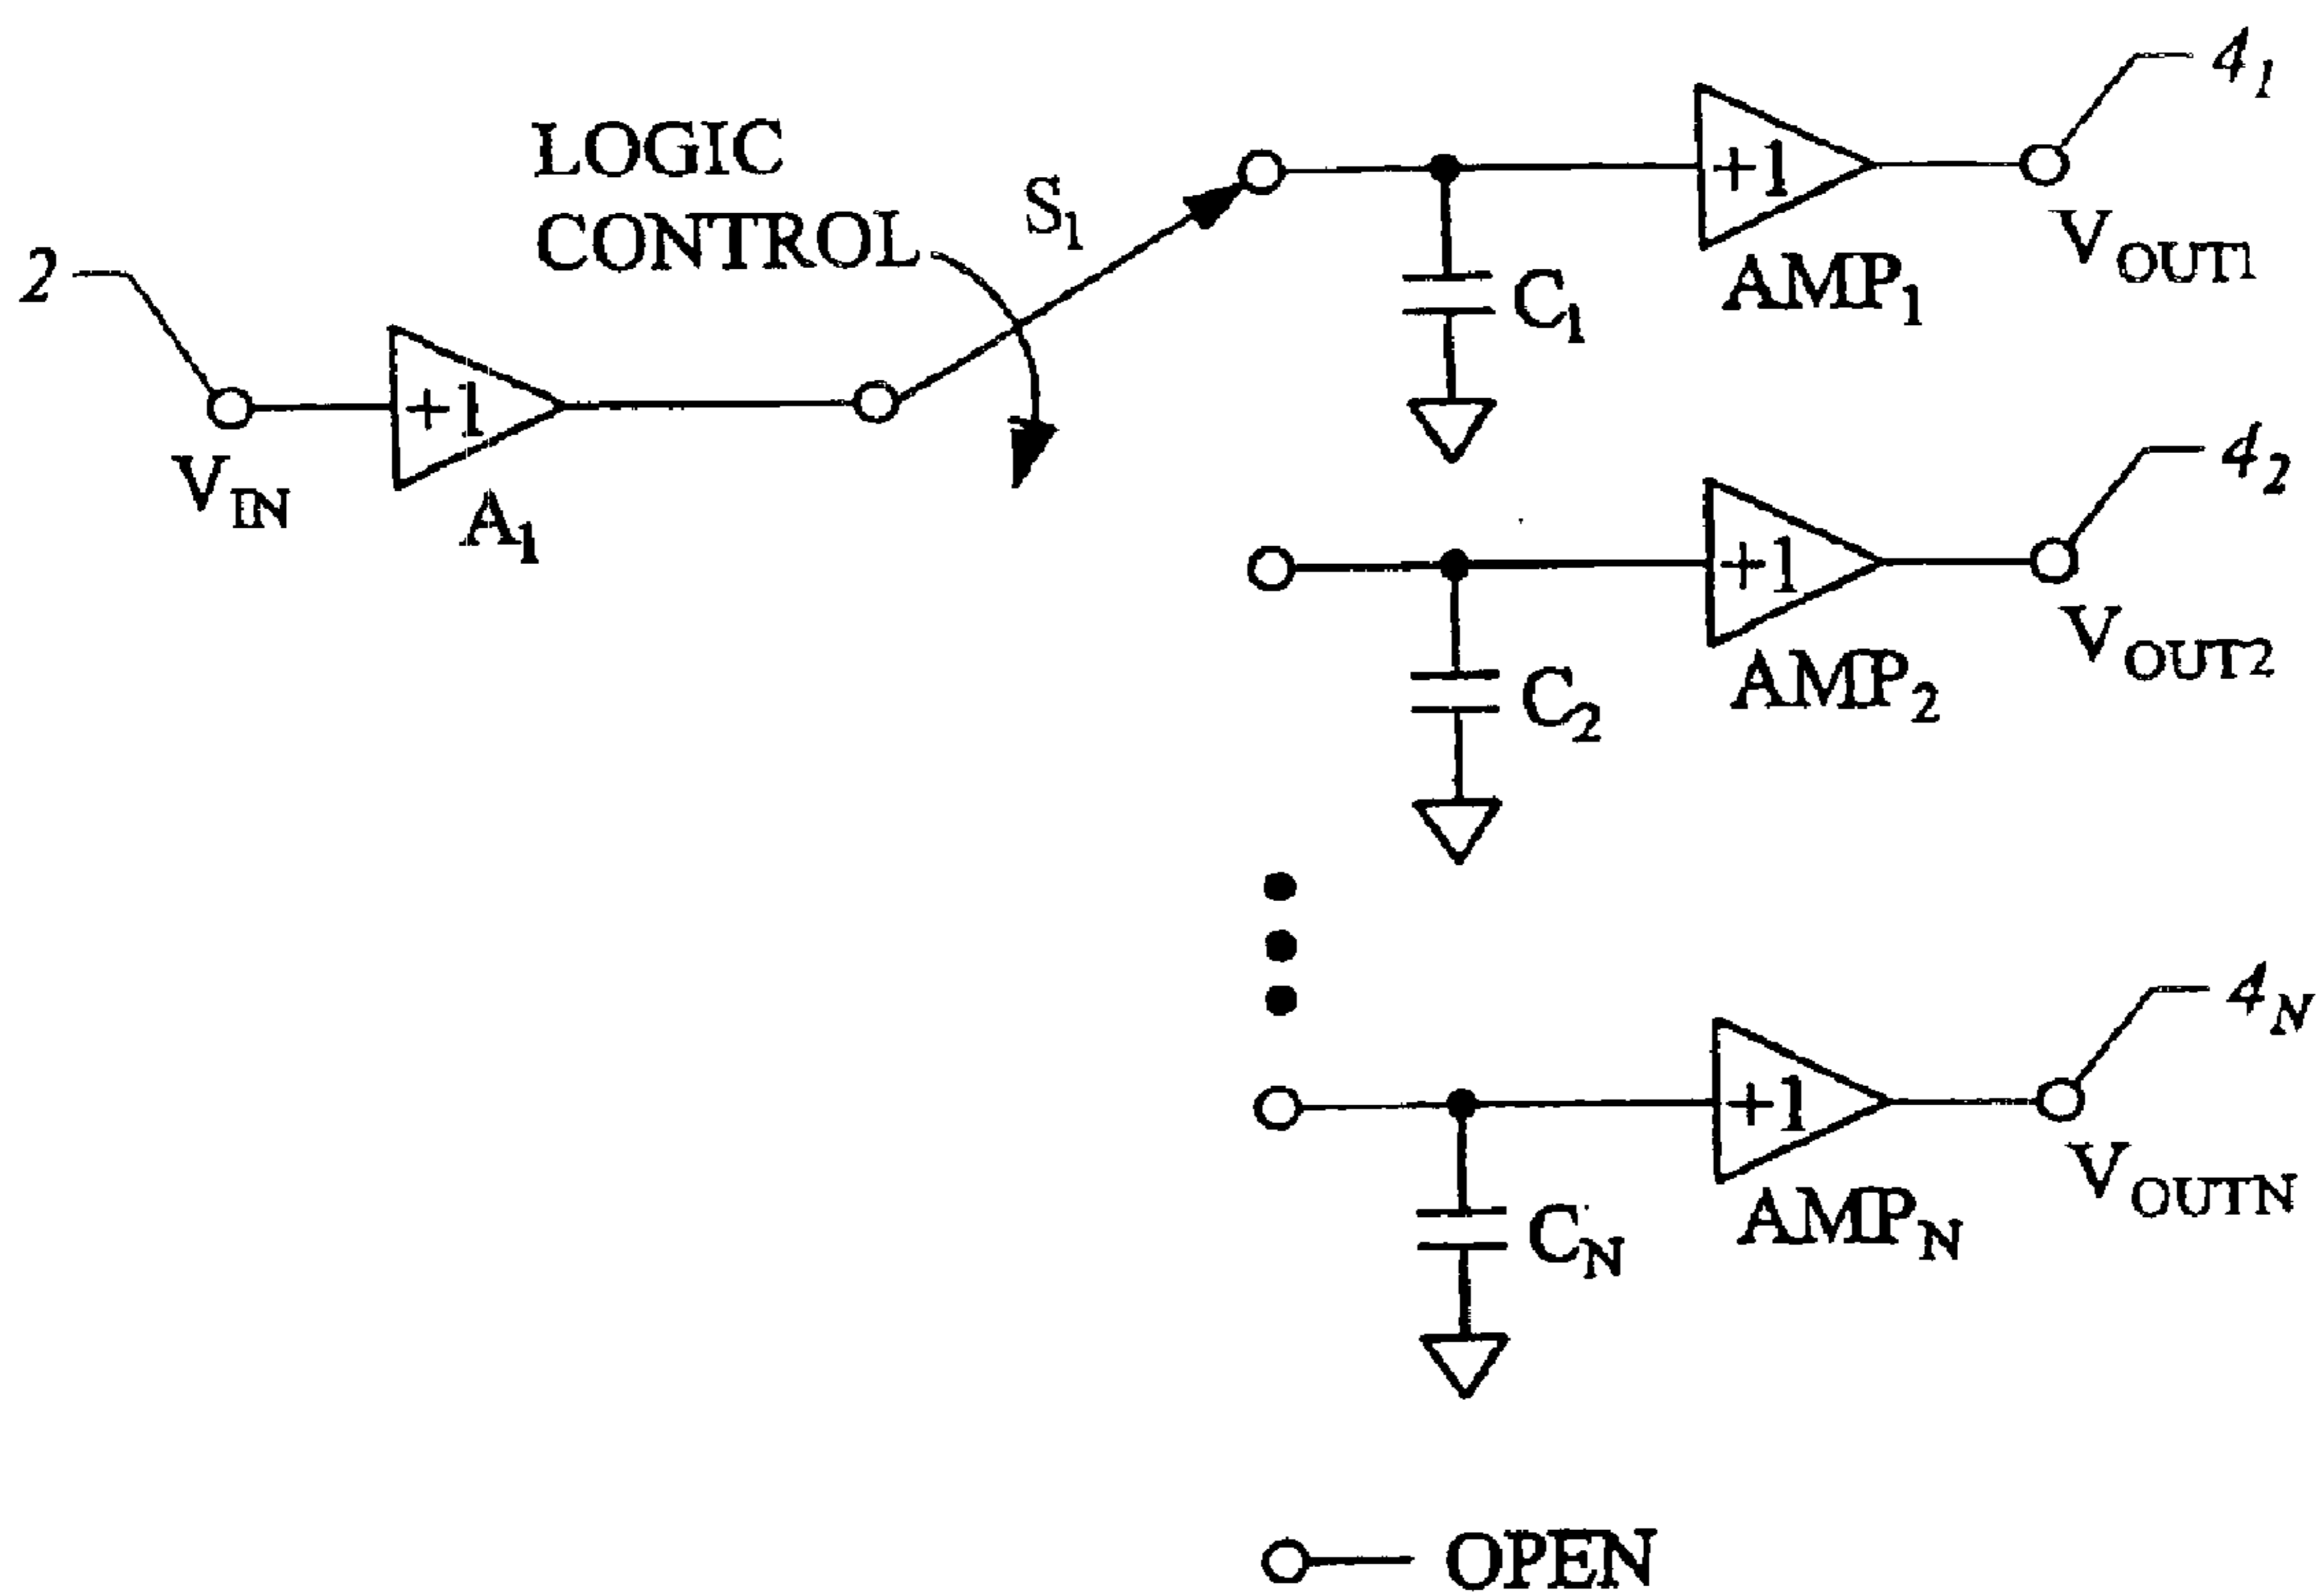 4₁
LOGIC
CONTROL
S₁
+1
V_OUT1
AMP₁
C₁
2
+1
V_IN
A₁
4₂
+1
V_OUT2
AMP₂
C₂
4_N
+1
V_OUTN
AMP_N
C_N
OPEN